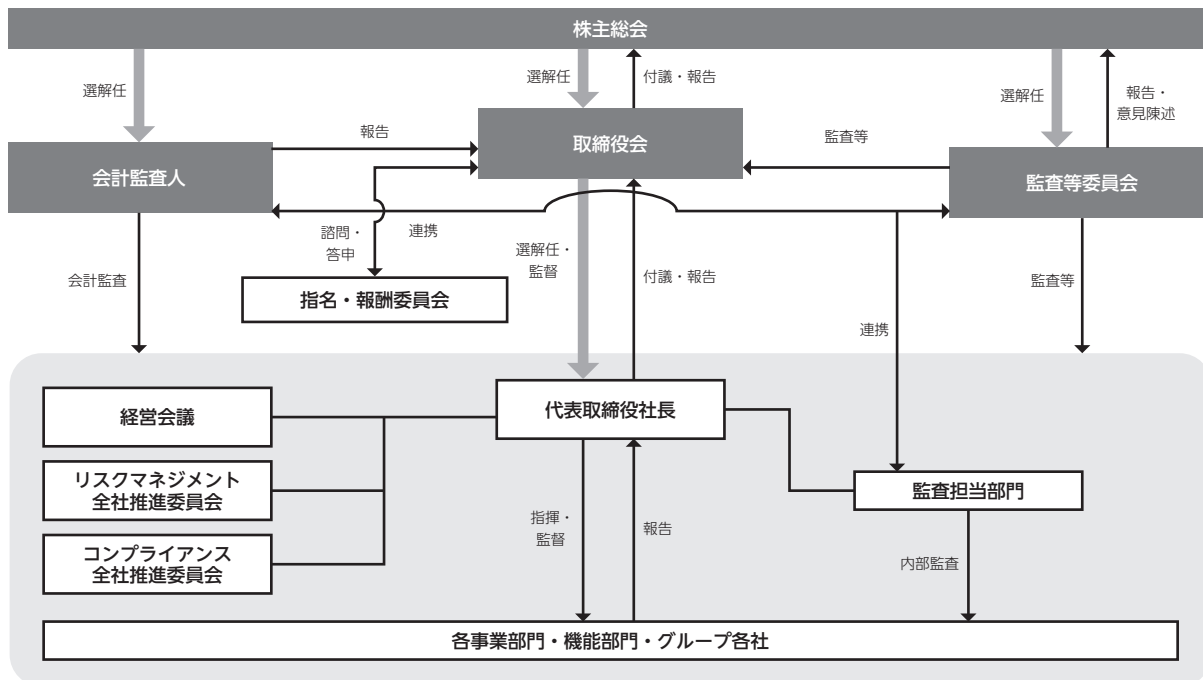 株主総会
選解任
選解任
付議・報告
選解任
報告・
意見陳述
報告
取締役会
監査等
会計監査人
監査等委員会
諮問・
答申
連携
選解任・
監督
付議・報告
会計監査
監査等
指名・報酬委員会
連携
経営会議
代表取締役社長
リスクマネジメント
全社推進委員会
監査担当部門
指揮・
監督
報告
コンプライアンス
全社推進委員会
内部監査
各事業部門・機能部門・グループ各社